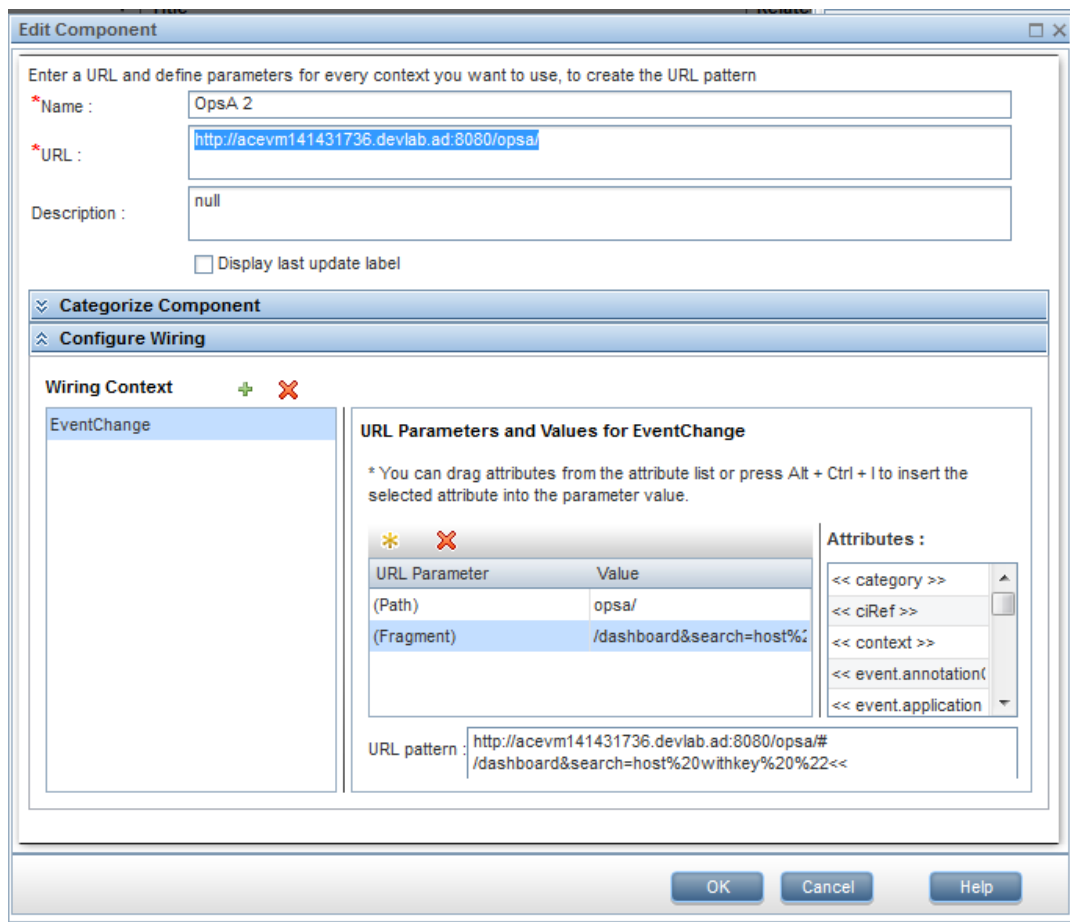 Title
Edit Component
Enter a URL and define parameters for every context you want to use, to create the URL pattern
*Name : OpsA 2
*URL : http://acevm141431736.devlab.ad:8080/opsa/
Description : null
Display last update label
Categorize Component
Configure Wiring
Wiring Context
EventChange
URL Parameters and Values for EventChange
* You can drag attributes from the attribute list or press Alt + Ctrl + I to insert the
selected attribute into the parameter value.
Attributes :
URL Parameter Value
(Path) opsa/
(Fragment) /dashboard&search=host%2
<< category >>
<< ciRef >>
<< context >>
<< event.annotation
<< event.application
URL pattern : http://acevm141431736.devlab.ad:8080/opsa/#
/dashboard&search=host%20withkey%20%22<<
OK Cancel Help